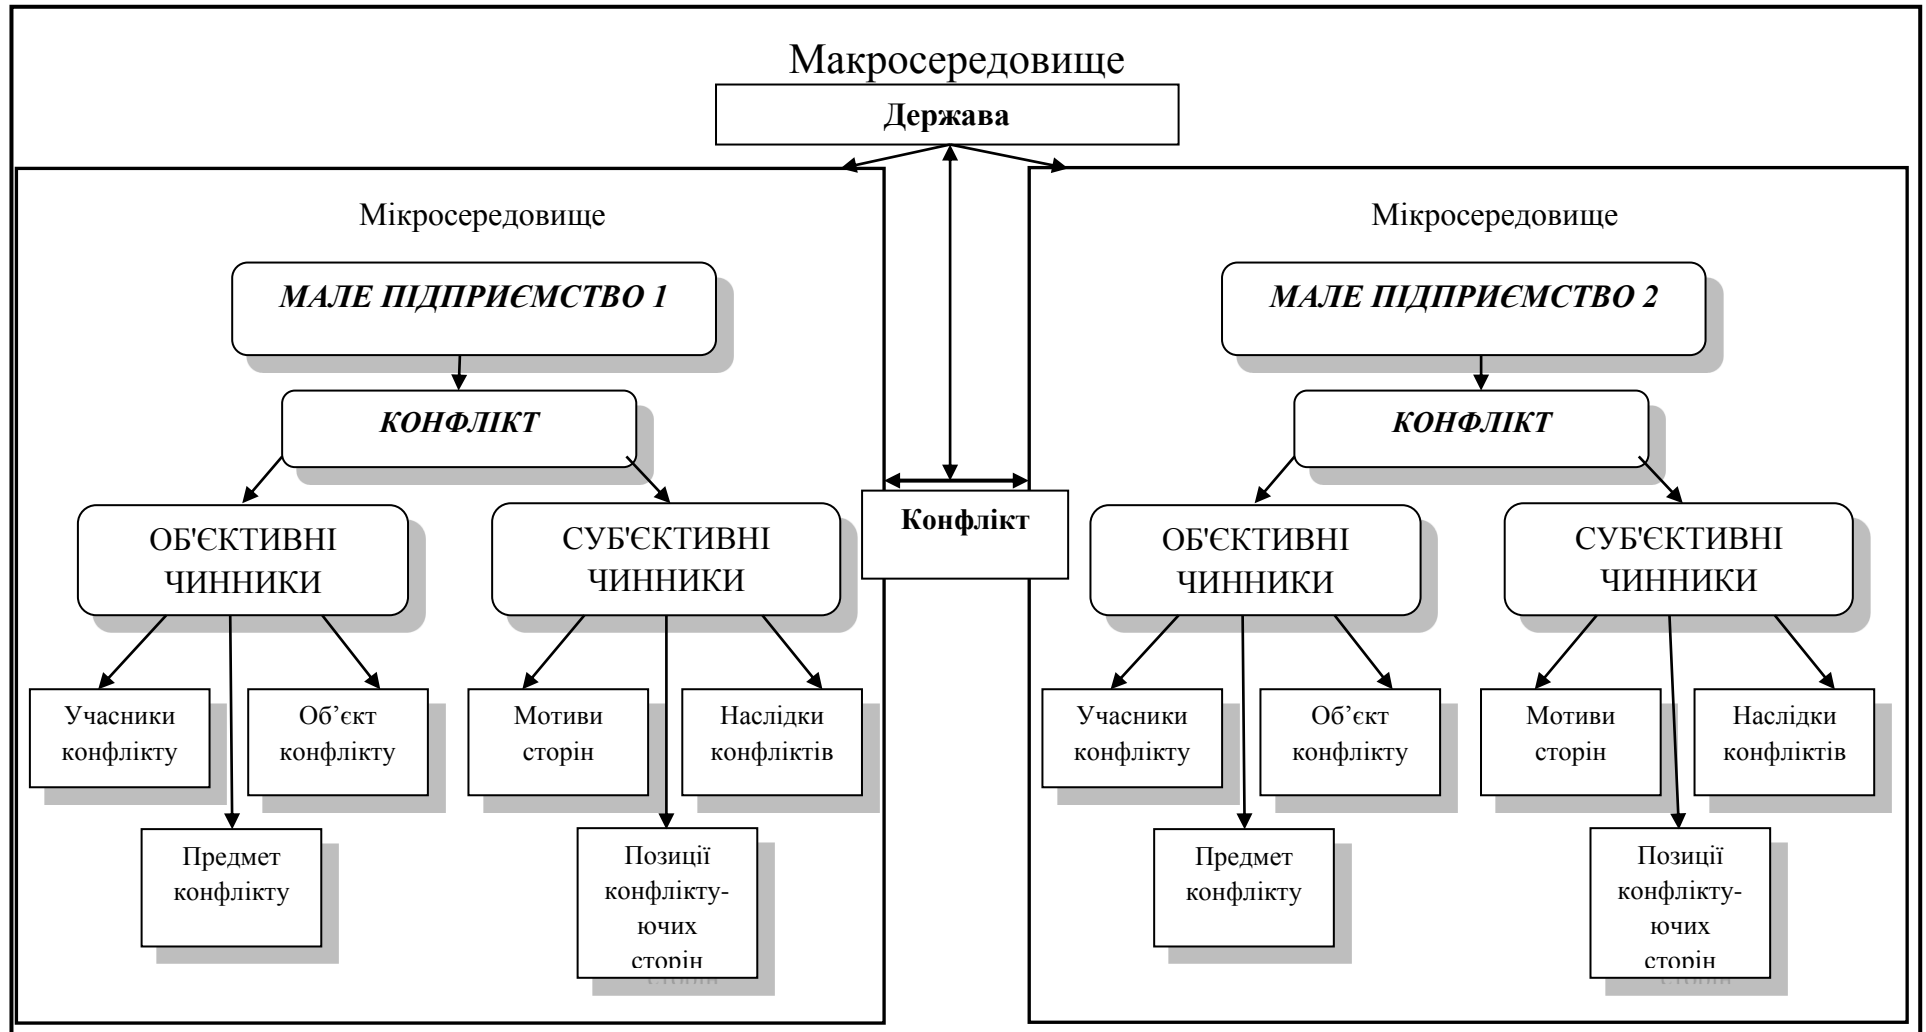 Макросередовище
Держава
Мікросередовище
МАЛЕ ПІДПРИЄМСТВО 1
КОНФЛІКТ
ОБ'ЄКТИВНІ
ЧИННИКИ
СУБ'ЄКТИВНІ
ЧИННИКИ
Учасники
конфлікту
Об’єкт
конфлікту
Мотиви
сторін
Наслідки
конфліктів
Предмет
конфлікту
Позиції
конфлікту-
ючих
сторін
Конфлікт
Мікросередовище
МАЛЕ ПІДПРИЄМСТВО 2
КОНФЛІКТ
ОБ'ЄКТИВНІ
ЧИННИКИ
СУБ'ЄКТИВНІ
ЧИННИКИ
Учасники
конфлікту
Об’єкт
конфлікту
Мотиви
сторін
Наслідки
конфліктів
Предмет
конфлікту
Позиції
конфлікту-
ючих
сторін